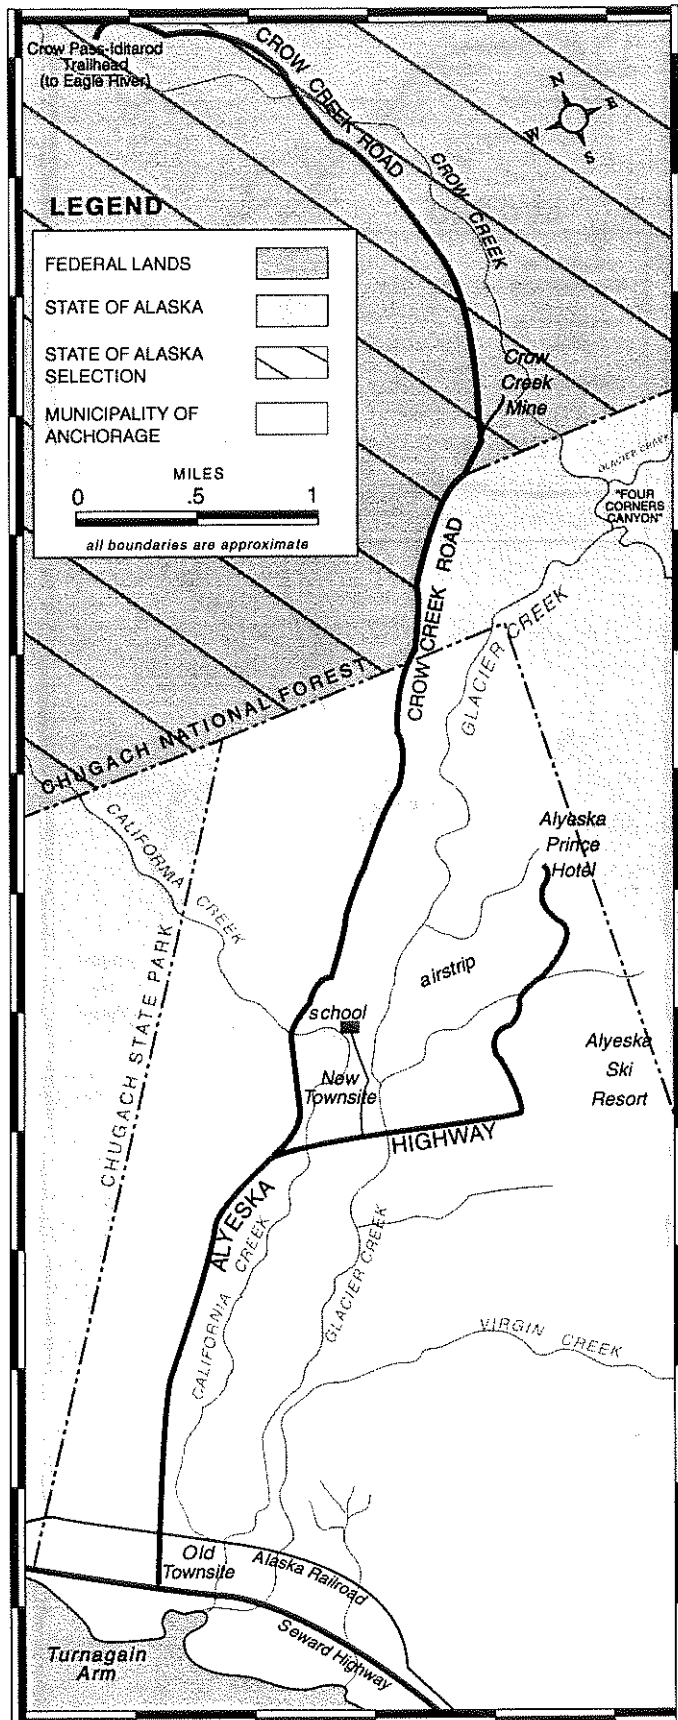 Crow Pass-Iditarod
Trailhead
(to Eagle River)
CROW CREEK ROAD
N
E
W
S
CROW CREEK
LEGEND
FEDERAL LANDS
STATE OF ALASKA
STATE OF ALASKA
SELECTION
MUNICIPALITY OF
ANCHORAGE
MILES
0 .5 1
all boundaries are approximate
Crow
Creek
Mine
GLACIER CREEK
"FOUR
CORNERS
CANYON"
CROW CREEK ROAD
GLACIER CREEK
CHUGACH NATIONAL FOREST
CALIFORNIA CREEK
Alyeska
Prince
Hotel
CHUGACH STATE PARK
airstrip
school
New
Townsite
Alyeska
Ski
Resort
ALYESKA HIGHWAY
CALIFORNIA CREEK
GLACIER CREEK
VIRGIN CREEK
Old
Townsite
Alaska Railroad
Seward Highway
Turnagain
Arm